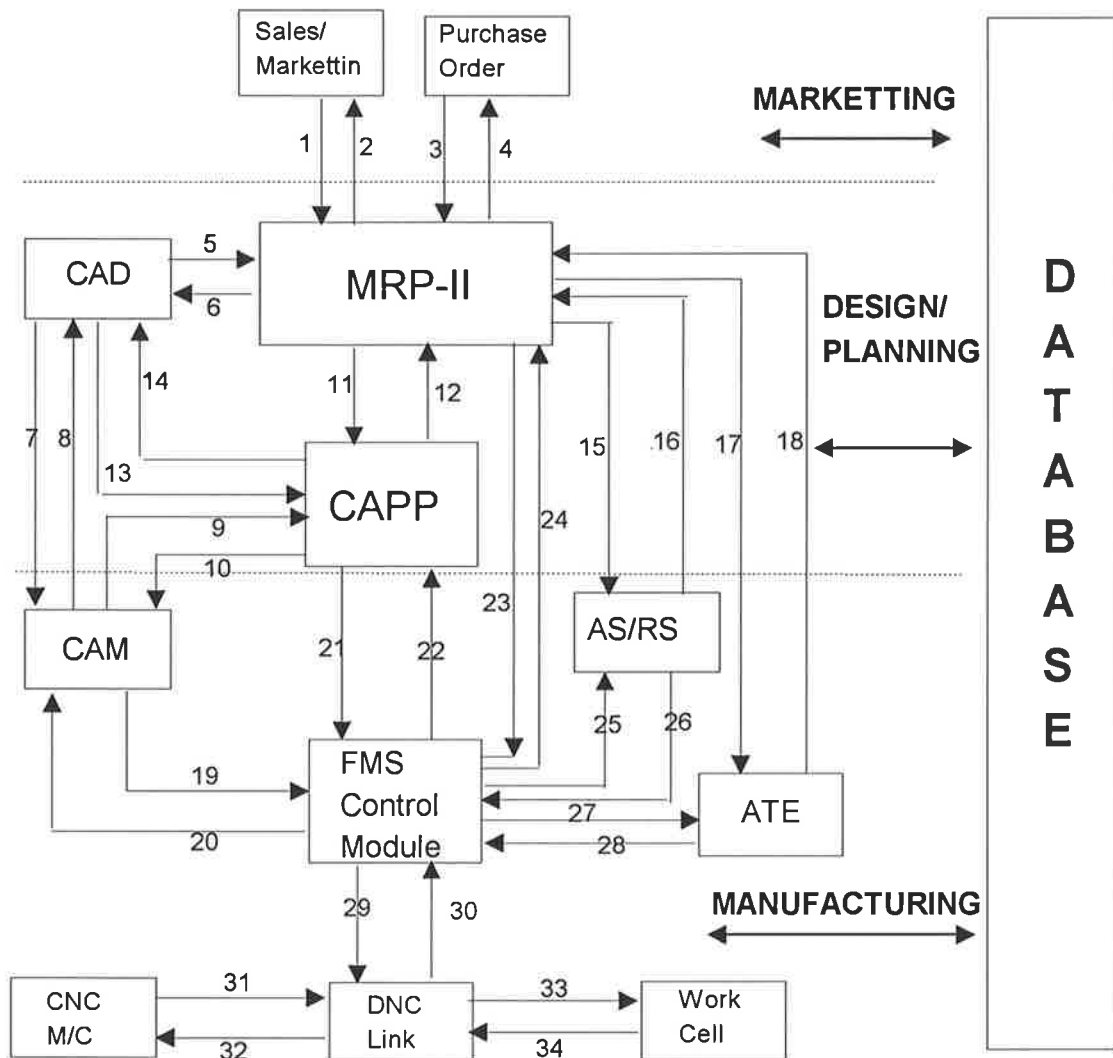 Sales/
Markettin
Purchase
Order
MARKETTING
1
2
3
4
CAD
5
6
MRP-II
DESIGN/
PLANNING
DATABASE
14
11
12
7
8
13
15
.16
17
18
CAPP
9
10
24
23
CAM
21
22
AS/RS
25
26
19
20
FMS
Control
Module
27
28
ATE
29
30
MANUFACTURING
CNC
M/C
31
32
DNC
Link
33
34
Work
Cell